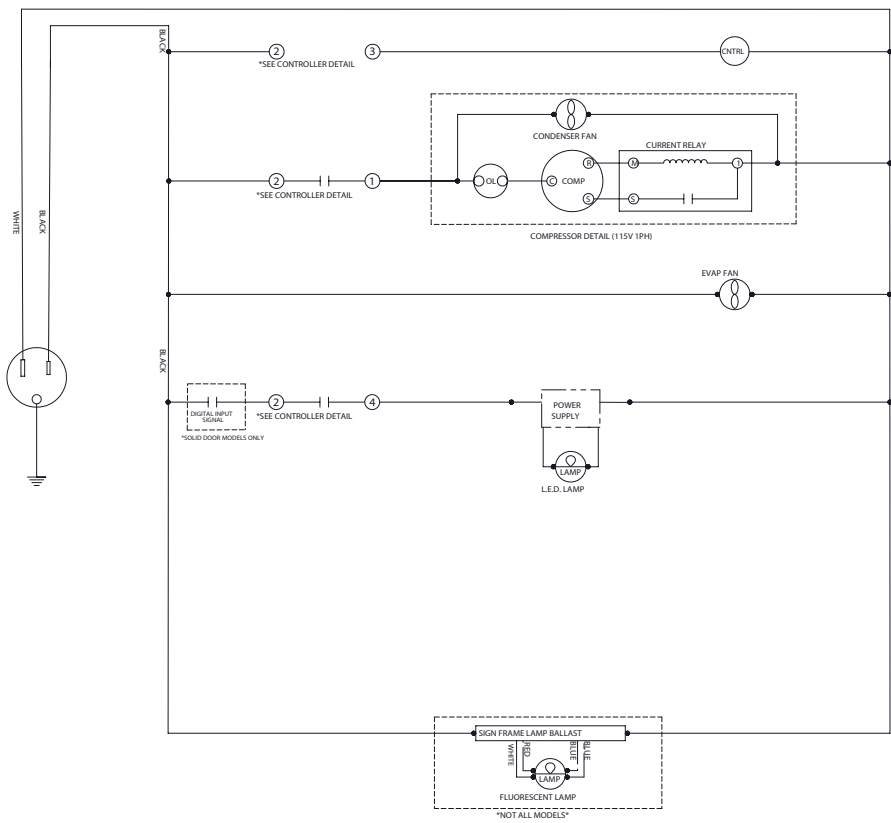 BLACK
2
3
CNTRL
*SEE CONTROLLER DETAIL
CONDENSER FAN
CURRENT RELAY
R
M
1
2
1
OL
C
COMP
*SEE CONTROLLER DETAIL
S
S
COMPRESSOR DETAIL (115V 1PH)
WHITE
BLACK
EVAP FAN
BLACK
2
4
POWER
SUPPLY
DIGITAL INPUT
SIGNAL
*SEE CONTROLLER DETAIL
*SOLID DOOR MODELS ONLY
LAMP
L.E.D. LAMP
SIGN FRAME LAMP BALLAST
WHITE
RED
BLUE
BLUE
LAMP
FLUORESCENT LAMP
*NOT ALL MODELS*